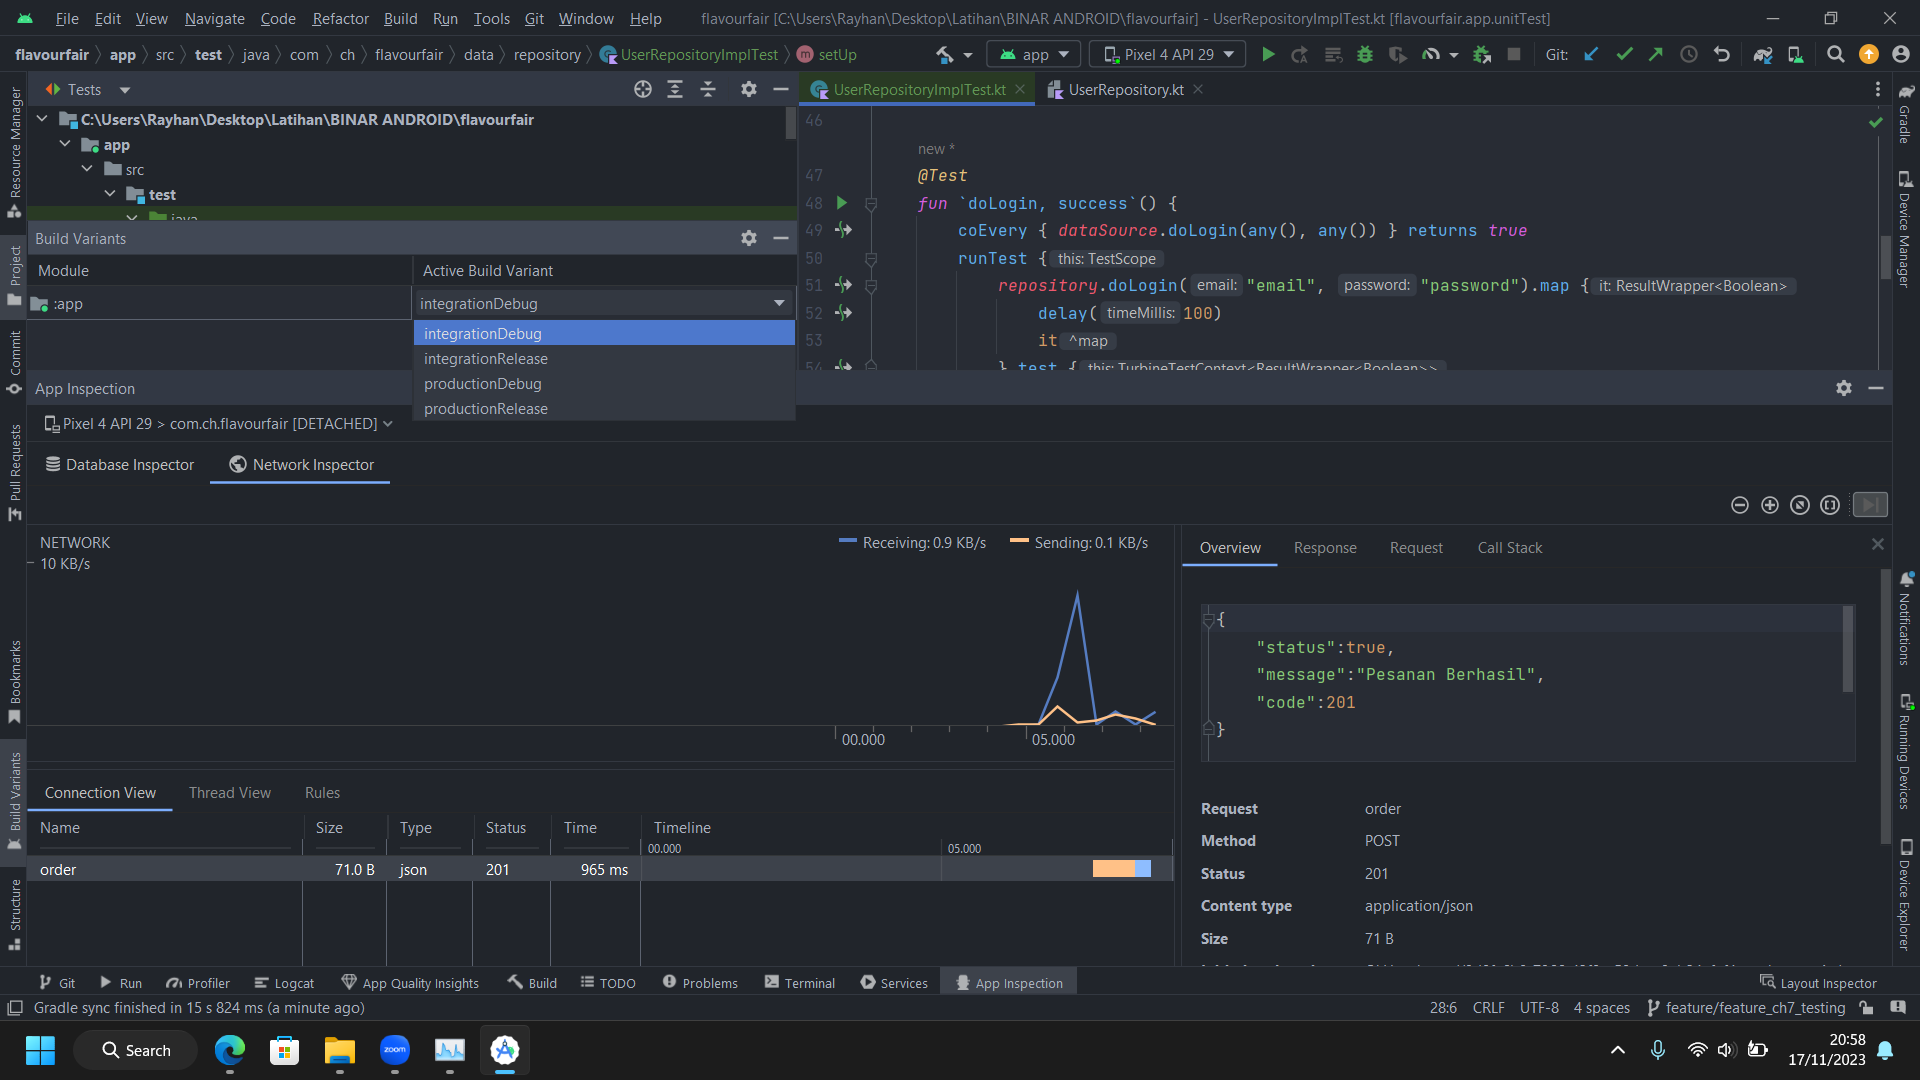 File Edit View Navigate Code Refactor Build Run Tools Git Window Help flavourfair [C:\Users\Rayhan\Desktop\Latihan\BINAR ANDROID\flavourfair] - UserRepositoryImplTest.kt [flavourfair.app.unitTest]
flavourfair app src test java com ch flavourfair data repository UserRepositoryImplTest m setUp app Pixel 4 API 29 Git:
Tests
UserRepositoryImplTest.kt UserRepository.kt
C:\Users\Rayhan\Desktop\Latihan\BINAR ANDROID\flavourfair
app
src
test
java
Build Variants
Module Active Build Variant
:app integrationDebug
integrationDebug
integrationRelease
productionDebug
productionRelease
46
new *
47 @Test
48 fun `doLogin, success`() {
49 coEvery { dataSource.doLogin(any(), any()) } returns true
50 runTest { this: TestScope
51 repository.doLogin( email: "email", password: "password").map { it: ResultWrapper<Boolean>
52 delay( timeMillis: 100)
53 it ^map
54 } test { this: TurbineTestContext<ResultWrapper<Boolean>>
App Inspection
Pixel 4 API 29 > com.ch.flavourfair [DETACHED]
Database Inspector Network Inspector
NETWORK
10 KB/s
Receiving: 0.9 KB/s Sending: 0.1 KB/s
00.000 05.000
Connection View Thread View Rules
Name Size Type Status Time Timeline
00.000 05.000
order 71.0 B json 201 965 ms
Overview Response Request Call Stack
{
"status":true,
"message":"Pesanan Berhasil",
"code":201
}
Request order
Method POST
Status 201
Content type application/json
Size 71 B
Resource Manager
Project
Commit
Pull Requests
Bookmarks
Build Variants
Structure
Gradle
Device Manager
Notifications
Running Devices
Device Explorer
Git Run Profiler Logcat App Quality Insights Build TODO Problems Terminal Services App Inspection Layout Inspector
Gradle sync finished in 15 s 824 ms (a minute ago) 28:6 CRLF UTF-8 4 spaces feature/feature_ch7_testing
Search zoom
20:58
17/11/2023